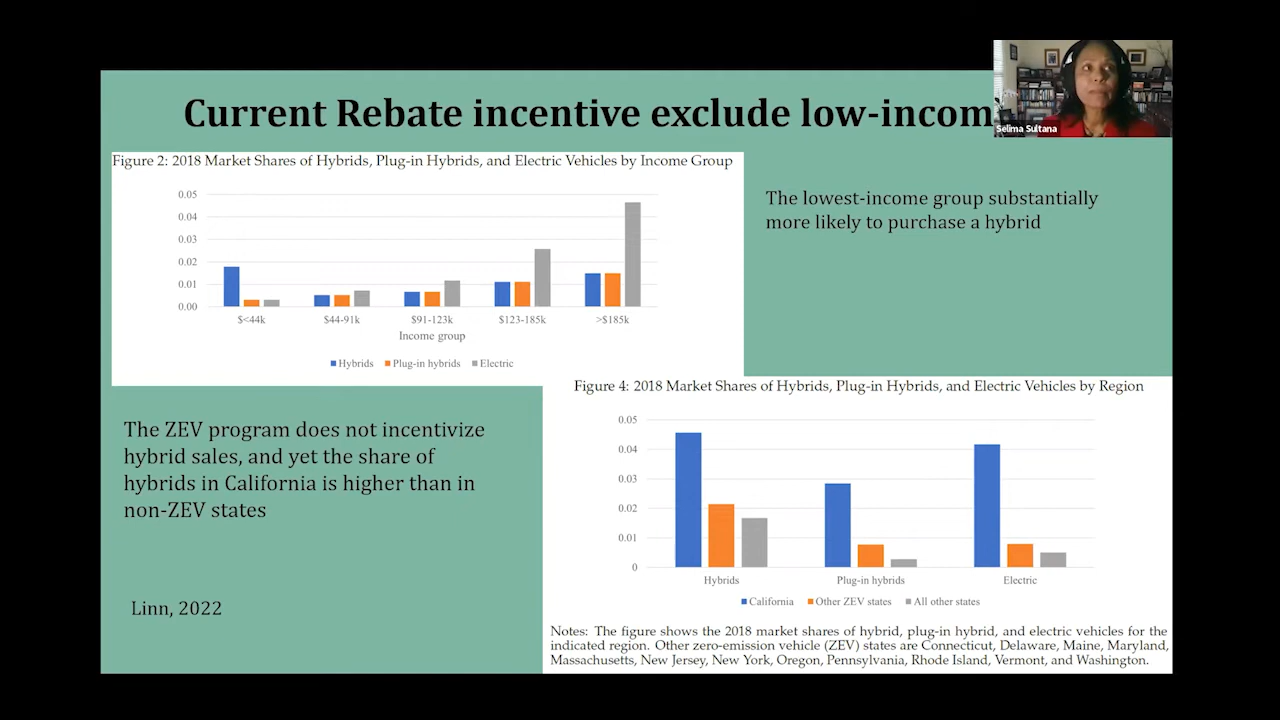 Current Rebate incentive exclude low-incom
Selima Sultana
Figure 2: 2018 Market Shares of Hybrids, Plug-in Hybrids, and Electric Vehicles by Income Group
0.05
0.04
0.03
0.02
0.01
0.00
$<44k $44-91k $91-123k $123-185k >$185k
Income group
Hybrids Plug-in hybrids Electric
The lowest-income group substantially
more likely to purchase a hybrid
The ZEV program does not incentivize
hybrid sales, and yet the share of
hybrids in California is higher than in
non-ZEV states
Linn, 2022
Figure 4: 2018 Market Shares of Hybrids, Plug-in Hybrids, and Electric Vehicles by Region
0.05
0.04
0.03
0.02
0.01
0
Hybrids Plug-in hybrids Electric
California Other ZEV states All other states
Notes: The figure shows the 2018 market shares of hybrid, plug-in hybrid, and electric vehicles for the
indicated region. Other zero-emission vehicle (ZEV) states are Connecticut, Delaware, Maine, Maryland,
Massachusetts, New Jersey, New York, Oregon, Pennsylvania, Rhode Island, Vermont, and Washington.